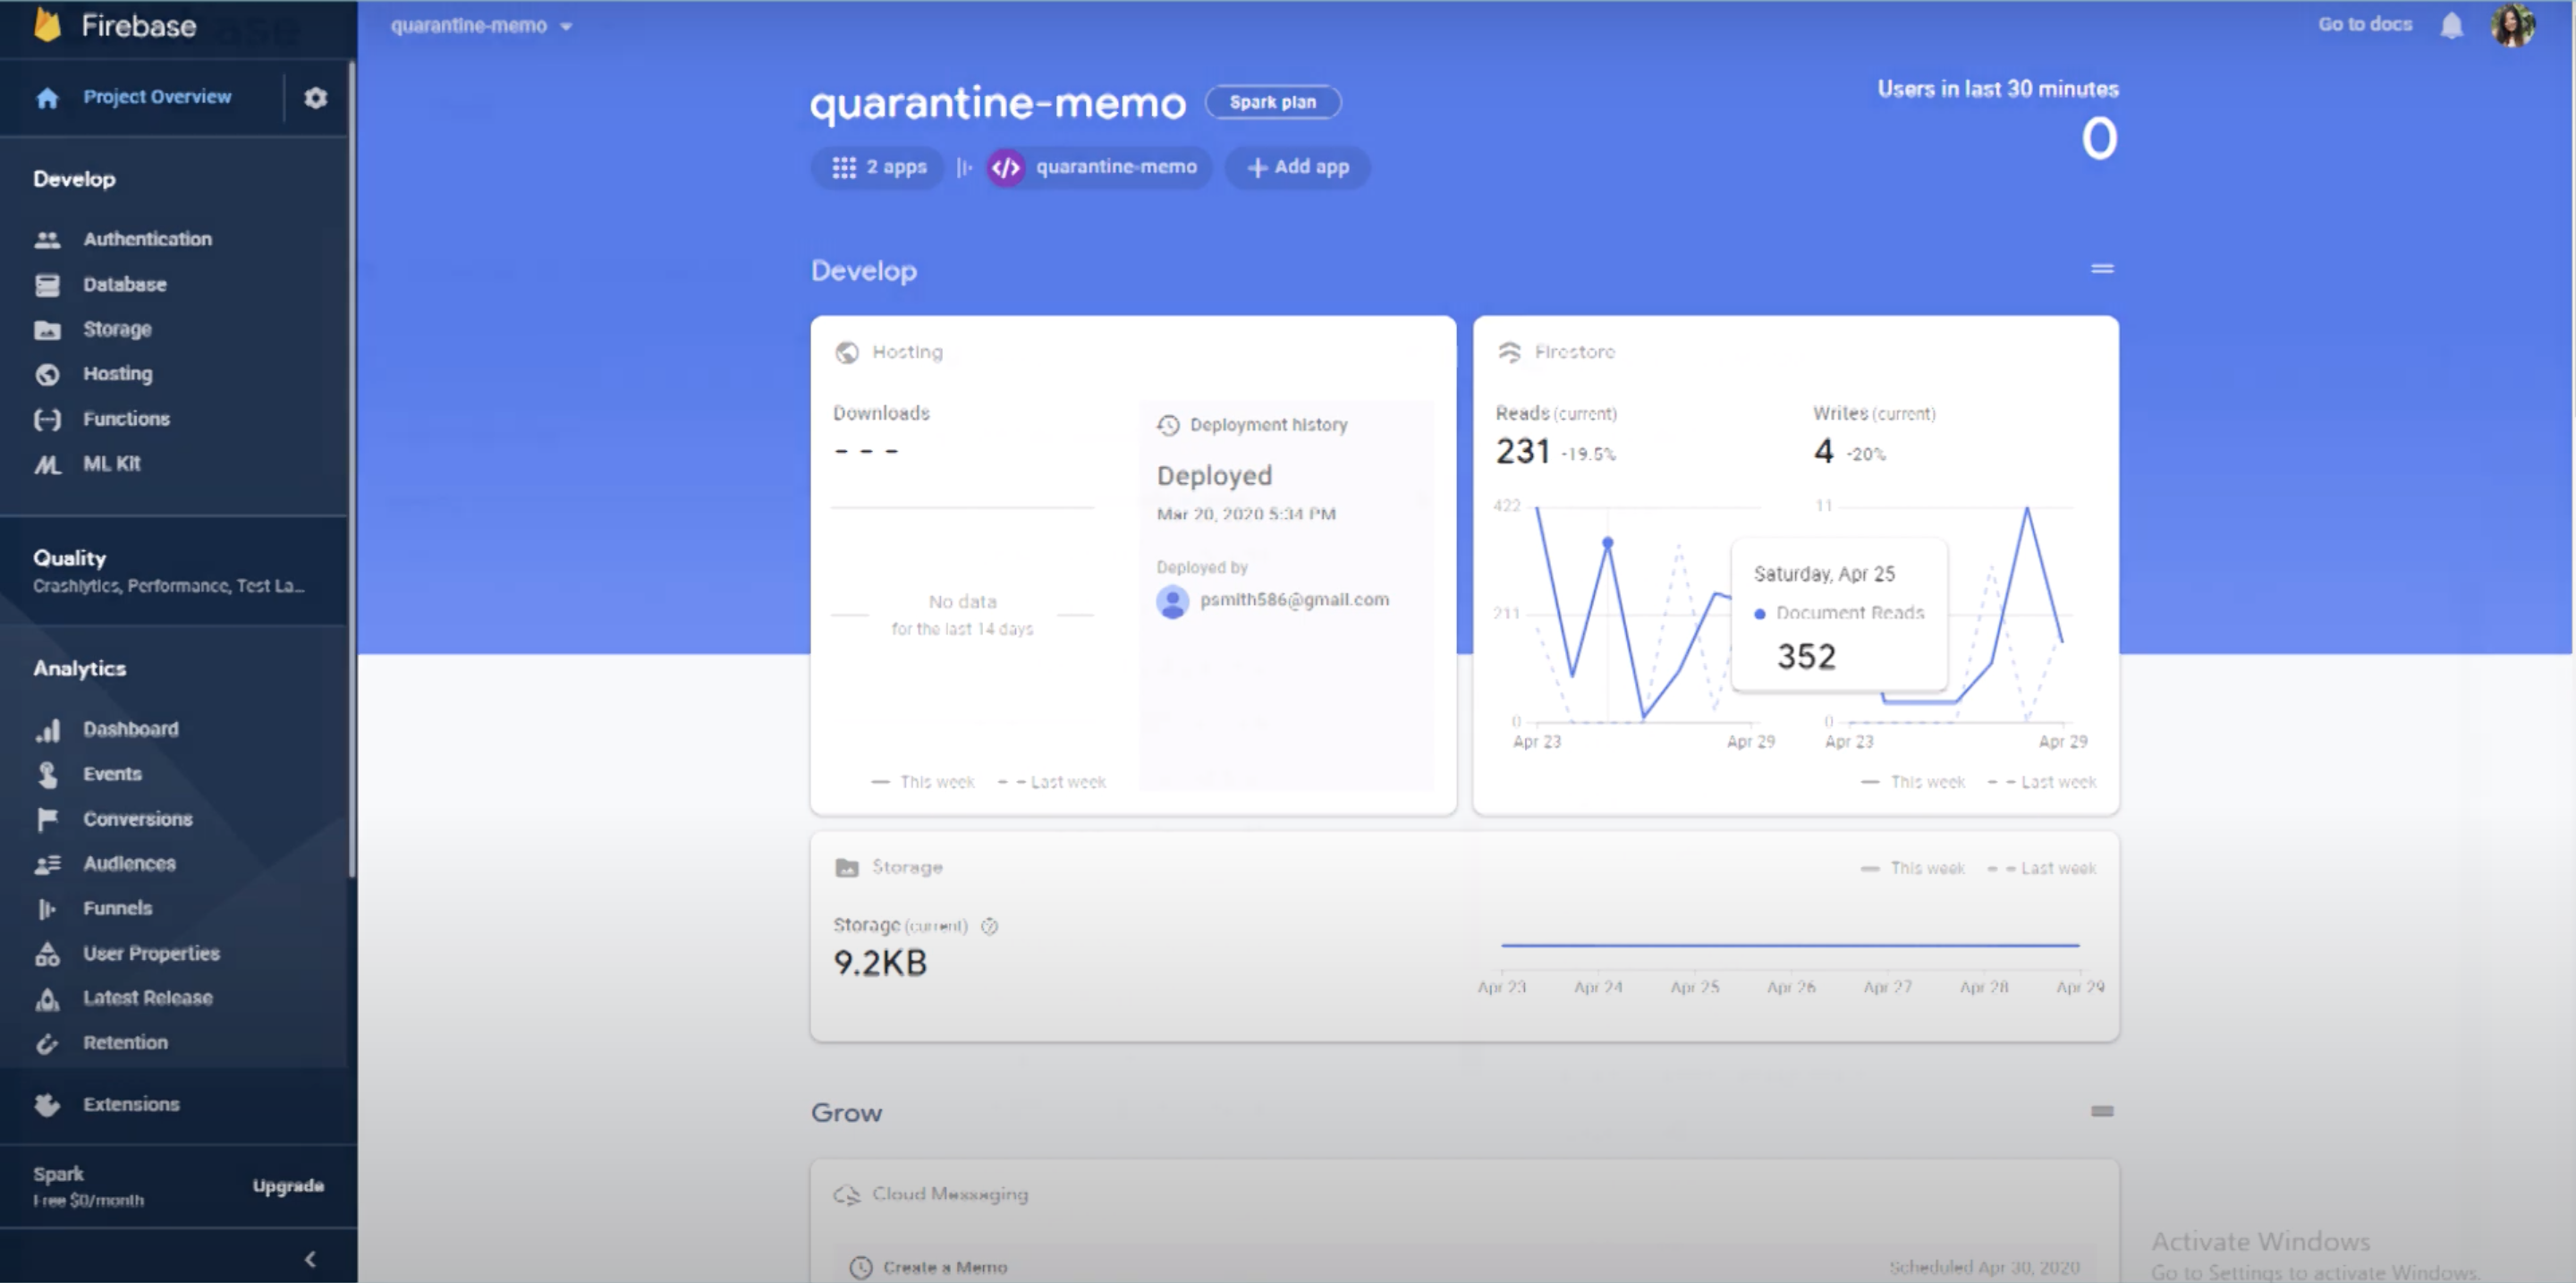 Firebase
quarantine-memo
Go to docs
Project Overview
Develop
Authentication
Database
Storage
Hosting
Functions
ML Kit
Quality
Crashlytics, Performance, Test La...
Analytics
Dashboard
Events
Conversions
Audiences
Funnels
User Properties
Latest Release
Retention
Extensions
Spark
Free $0/month
Upgrade
quarantine-memo
Spark plan
Users in last 30 minutes
0
2 apps
quarantine-memo
+ Add app
Develop
Hosting
Downloads
- - -
No data
for the last 14 days
This week
Last week
Deployment history
Deployed
Mar 20, 2020 5:34 PM
Deployed by
psmith586@gmail.com
Firestore
Reads (current)
231 -19.5%
422
211
0
Apr 23
Apr 29
Writes (current)
4 -20%
11
0
Apr 23
Apr 29
Saturday, Apr 25
Document Reads
352
This week
Last week
Storage
This week
Last week
Storage (current)
9.2KB
Apr 23 Apr 24 Apr 25 Apr 26 Apr 27 Apr 28 Apr 29
Grow
Cloud Messaging
Create a Memo
Scheduled Apr 30, 2020
Activate Windows
Go to Settings to activate Windows.